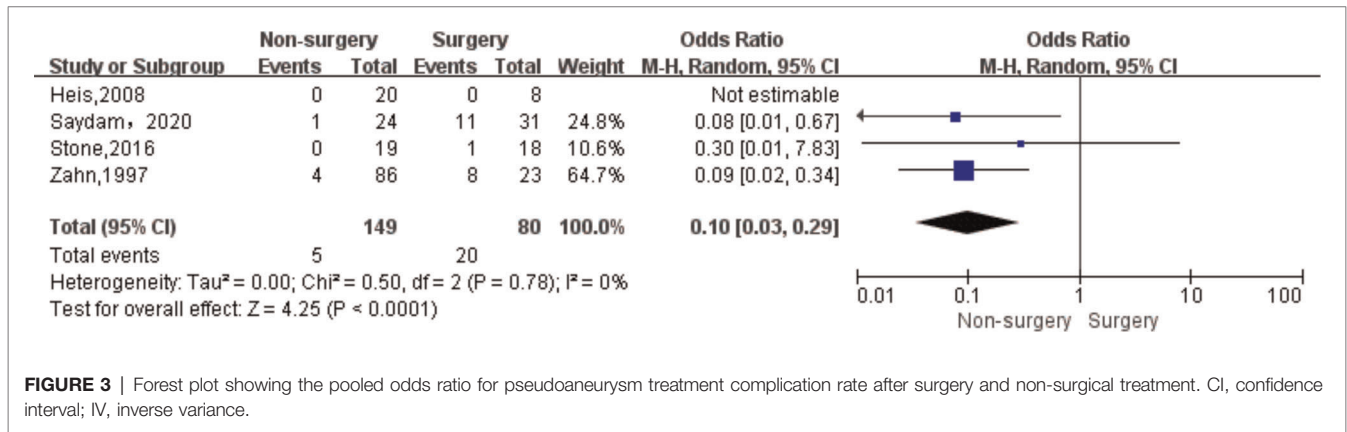 Non-surgery Surgery Odds Ratio Odds Ratio
Study or Subgroup Events Total Events Total Weight M-H, Random, 95% CI M-H, Random, 95% CI
Heis,2008 0 20 0 8 Not estimable
Saydam，2020 1 24 11 31 24.8% 0.08 [0.01, 0.67]
Stone,2016 0 19 1 18 10.6% 0.30 [0.01, 7.83]
Zahn,1997 4 86 8 23 64.7% 0.09 [0.02, 0.34]
Total (95% CI) 149 80 100.0% 0.10 [0.03, 0.29]
Total events 5 20
Heterogeneity: Tau² = 0.00; Chi² = 0.50, df = 2 (P = 0.78); I² = 0%
Test for overall effect: Z = 4.25 (P < 0.0001)
0.01 0.1 1 10 100
Non-surgery Surgery
FIGURE 3 | Forest plot showing the pooled odds ratio for pseudoaneurysm treatment complication rate after surgery and non-surgical treatment. CI, confidence
interval; IV, inverse variance.